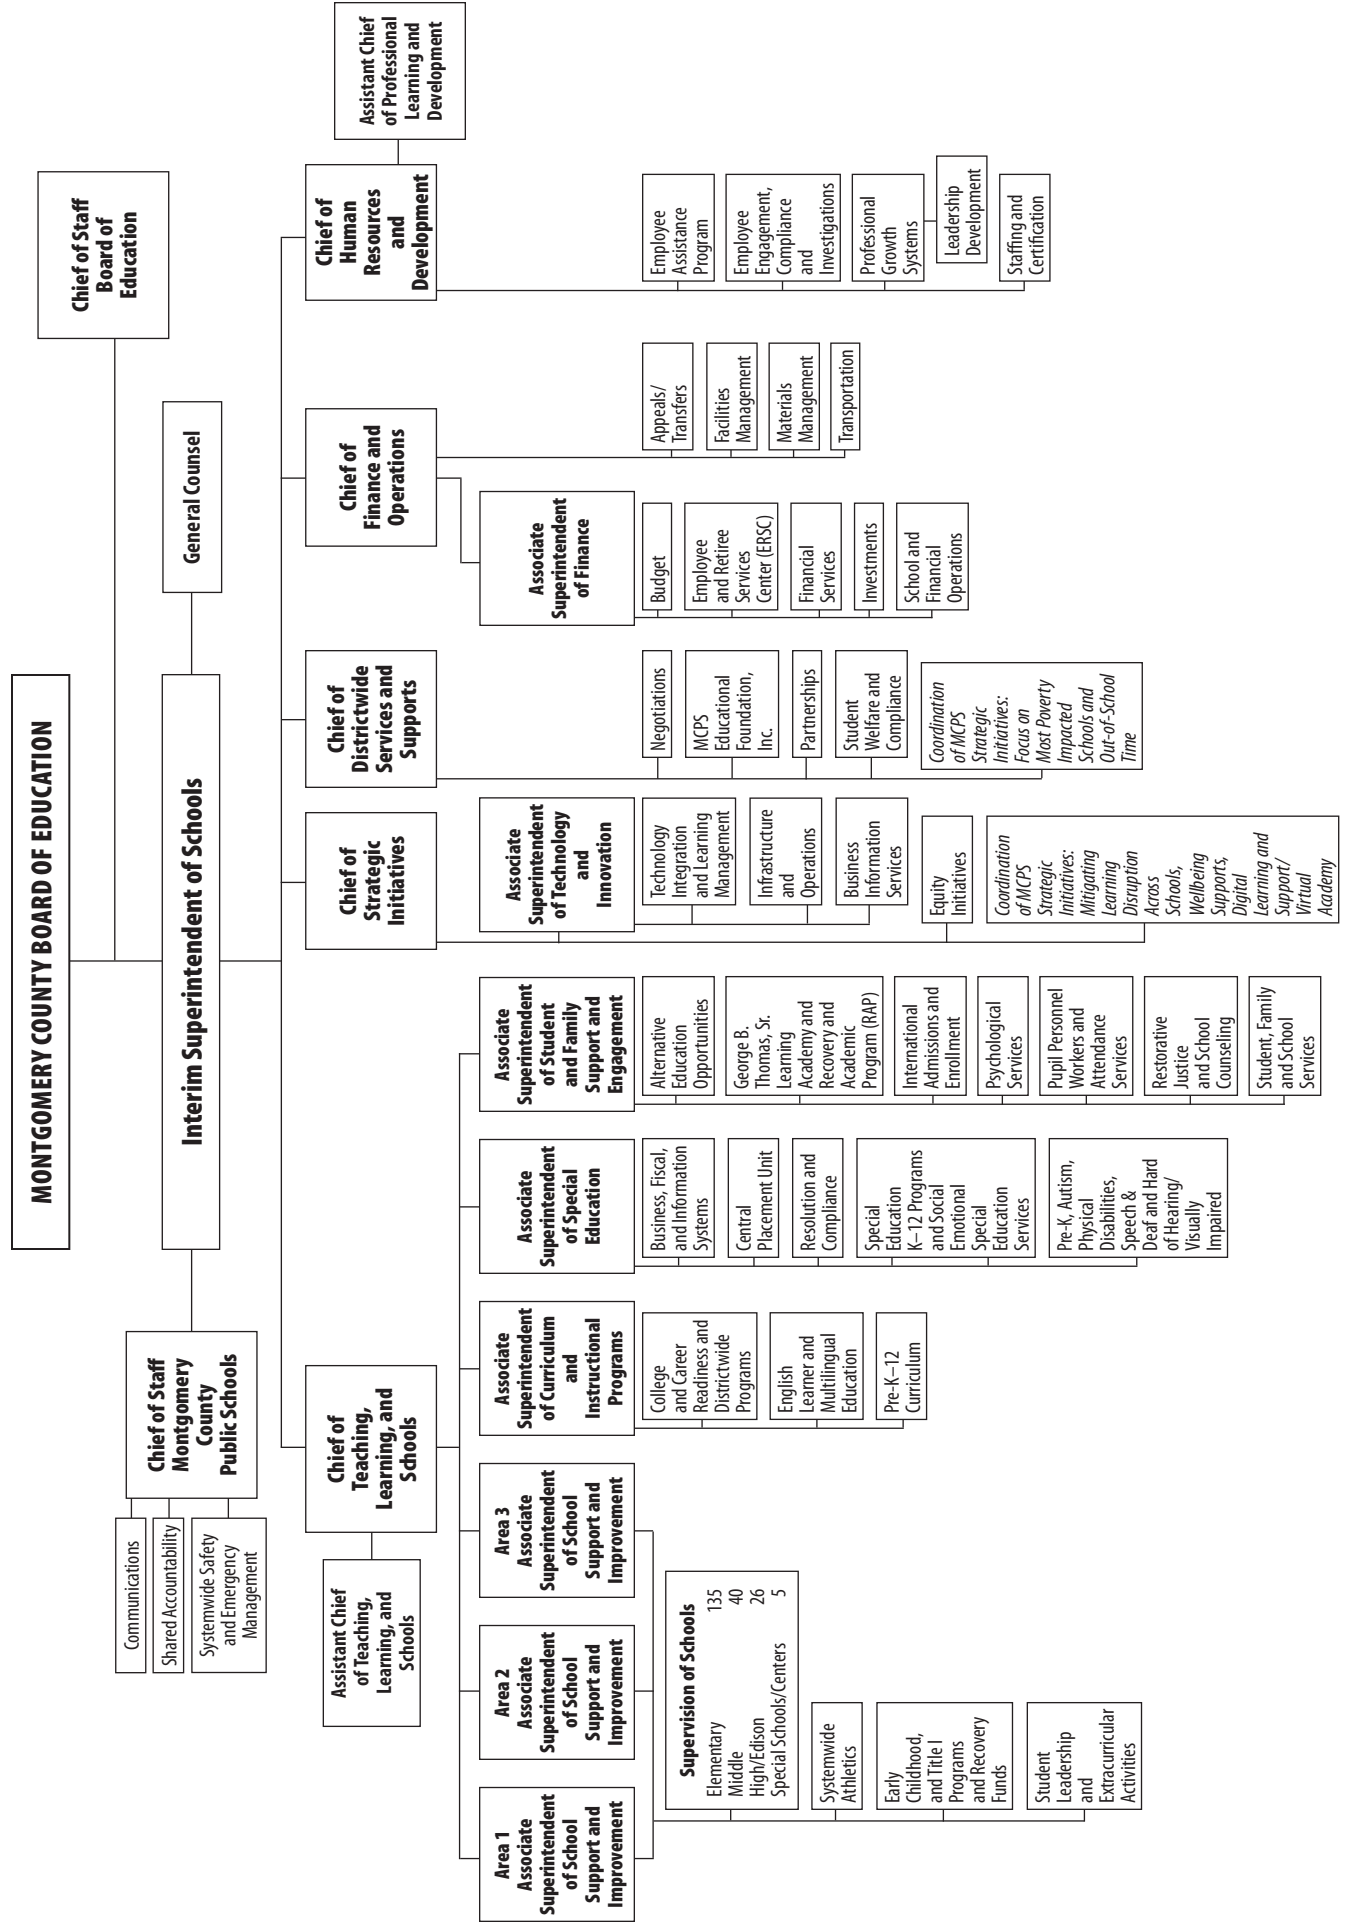 MONTGOMERY COUNTY BOARD OF EDUCATION
Chief of Staff
Board of
Education
Interim Superintendent of Schools
General Counsel
Chief of Staff
Montgomery
County
Public Schools
Communications
Shared Accountability
Systemwide Safety
and Emergency
Management
Assistant Chief
of Teaching,
Learning, and
Schools
Chief of
Teaching,
Learning, and
Schools
Chief of
Strategic
Initiatives
Chief of
Districtwide
Services and
Supports
Chief of
Finance and
Operations
Chief of
Human
Resources
and
Development
Assistant Chief
of Professional
Learning and
Development
Area 1
Associate
Superintendent
of School
Support and
Improvement
Area 2
Associate
Superintendent
of School
Support and
Improvement
Area 3
Associate
Superintendent
of School
Support and
Improvement
Supervision of Schools
Elementary 135
Middle 40
High/Edison 26
Special Schools/Centers 5
Systemwide
Athletics
Early
Childhood,
and Title I
Programs
and Recovery
Funds
Student
Leadership
and
Extracurricular
Activities
Associate
Superintendent
of Curriculum
and
Instructional
Programs
College
and Career
Readiness and
Districtwide
Programs
English
Learner and
Multilingual
Education
Pre-K–12
Curriculum
Associate
Superintendent
of Special
Education
Business, Fiscal,
and Information
Systems
Central
Placement Unit
Resolution and
Compliance
Special
Education
K–12 Programs
and Social
Emotional
Special
Education
Services
Pre-K, Autism,
Physical
Disabilities,
Speech &
Deaf and Hard
of Hearing/
Visually
Impaired
Associate
Superintendent
of Student
and Family
Support and
Engagement
Alternative
Education
Opportunities
George B.
Thomas, Sr.
Learning
Academy and
Recovery and
Academic
Program (RAP)
International
Admissions and
Enrollment
Psychological
Services
Pupil Personnel
Workers and
Attendance
Services
Restorative
Justice
and School
Counseling
Student, Family
and School
Services
Associate
Superintendent
of Technology
and
Innovation
Technology
Integration
and Learning
Management
Infrastructure
and
Operations
Business
Information
Services
Equity
Initiatives
Coordination
of MCPS
Strategic
Initiatives:
Mitigating
Learning
Disruption
Across
Schools,
Wellbeing
Supports,
Digital
Learning and
Support/
Virtual
Academy
Negotiations
MCPS
Educational
Foundation,
Inc.
Partnerships
Student
Welfare and
Compliance
Coordination
of MCPS
Strategic
Initiatives:
Focus on
Most Poverty
Impacted
Schools and
Out-of-School
Time
Associate
Superintendent
of Finance
Budget
Employee
and Retiree
Services
Center (ERSC)
Financial
Services
Investments
School and
Financial
Operations
Appeals/
Transfers
Facilities
Management
Materials
Management
Transportation
Employee
Assistance
Program
Employee
Engagement,
Compliance
and
Investigations
Professional
Growth
Systems
Leadership
Development
Staffing and
Certification